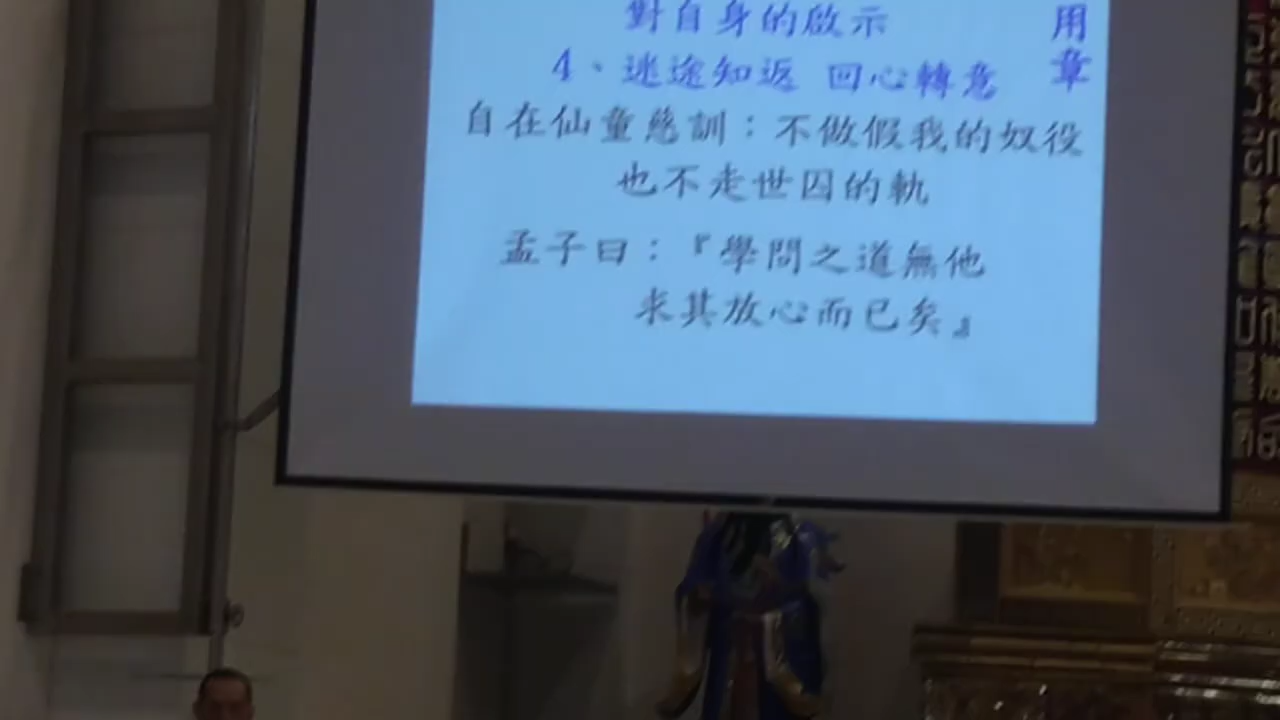 對自身的啟示
用章
4、迷途知返 回心轉意
自在仙童慈訓：不做假我的奴役
也不走世囚的軌
孟子曰：『學問之道無他
求其放心而已矣』